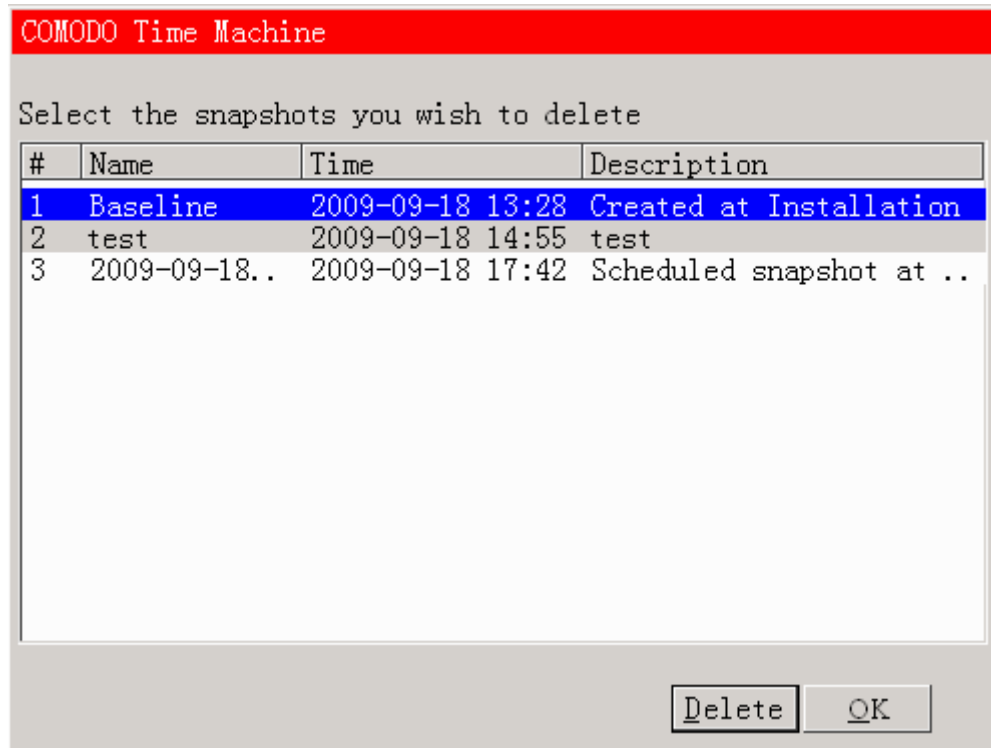 COMODO Time Machine
Select the snapshots you wish to delete
# Name Time Description
1 Baseline 2009-09-18 13:28 Created at Installation
2 test 2009-09-18 14:55 test
3 2009-09-18.. 2009-09-18 17:42 Scheduled snapshot at ..
Delete OK